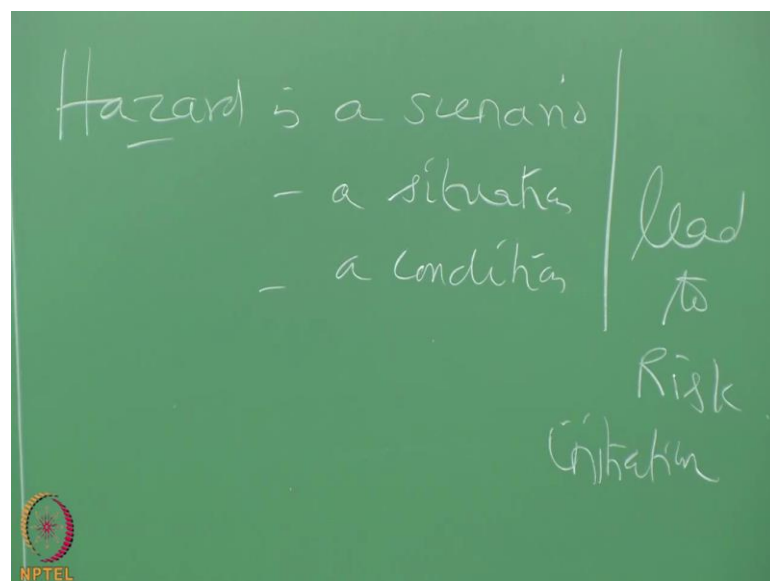 Hazard is a scenario
- a situation
- a condition
lead
to
Risk
initiation
NPTEL